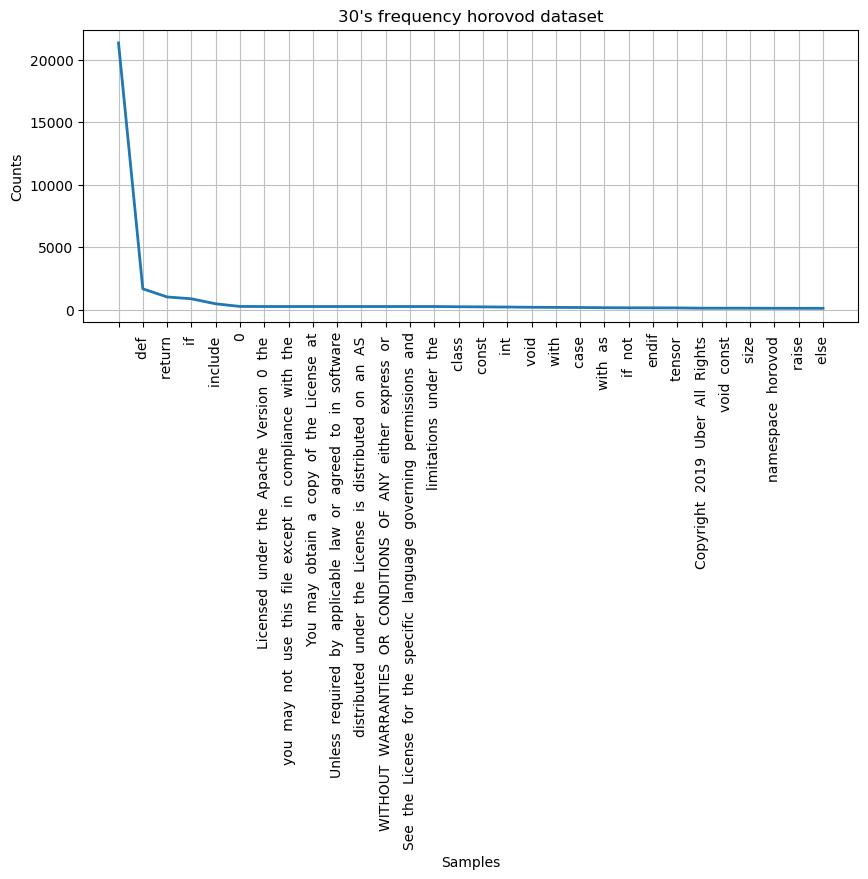 30's frequency horovod dataset
Counts
20000
15000
10000
5000
0
def
return
if
include
0
Licensed under the Apache Version 0 the
you may not use this file except in compliance with the
You may obtain a copy of the License at
Unless required by applicable law or agreed to in software
distributed under the License is distributed on an AS
WITHOUT WARRANTIES OR CONDITIONS OF ANY either express or
See the License for the specific language governing permissions and
limitations under the
class
const
int
void
with
case
with as
if not
endif
tensor
Copyright 2019 Uber All Rights
void const
size
namespace horovod
raise
else
Samples